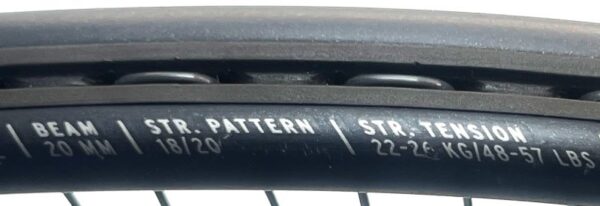 | BEAM | STR. PATTERN | STR. TENSION
20 MM 18/20 22-26 KG/48-57 LBS